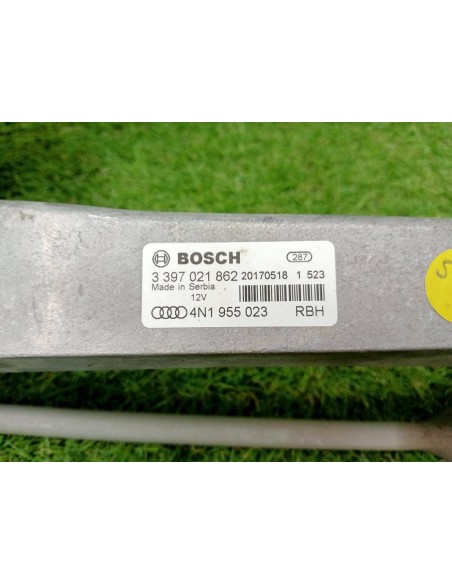 BOSCH 287
3 397 021 862 20170518 1 523
Made in Serbia
12V
4N1 955 023 RBH